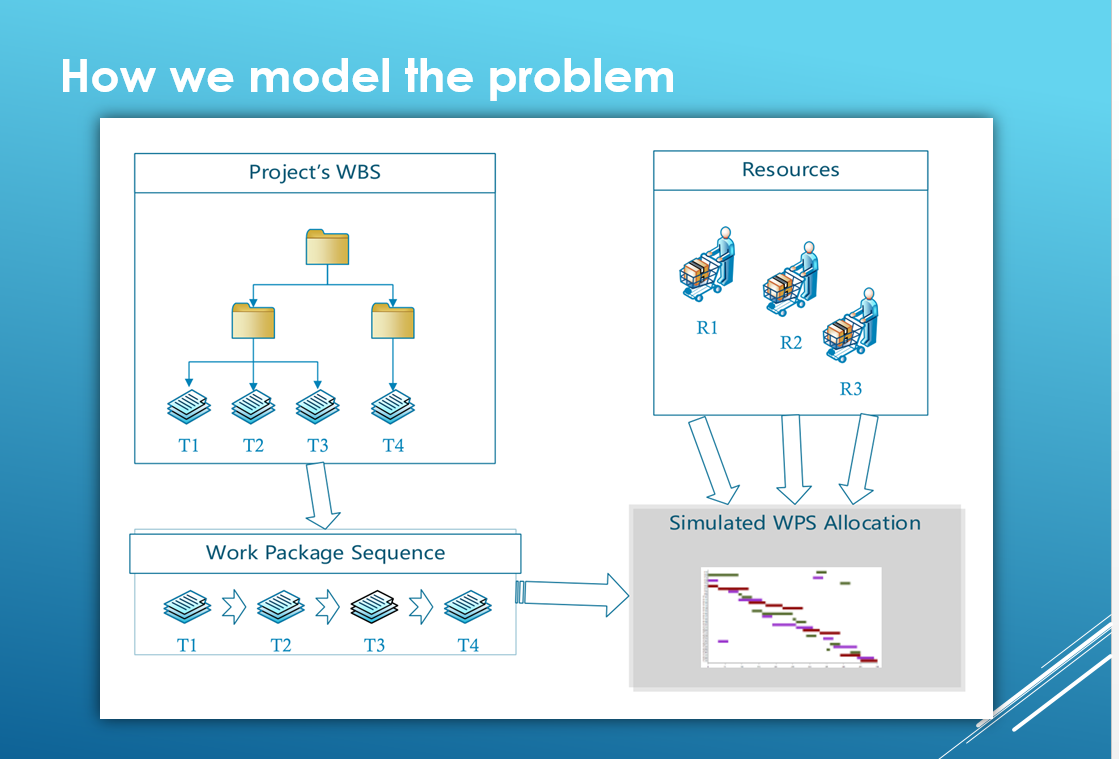 How we model the problem
Project's WBS
T1 T2 T3 T4
Resources
R1
R2
R3
Work Package Sequence
T1 T2 T3 T4
Simulated WPS Allocation